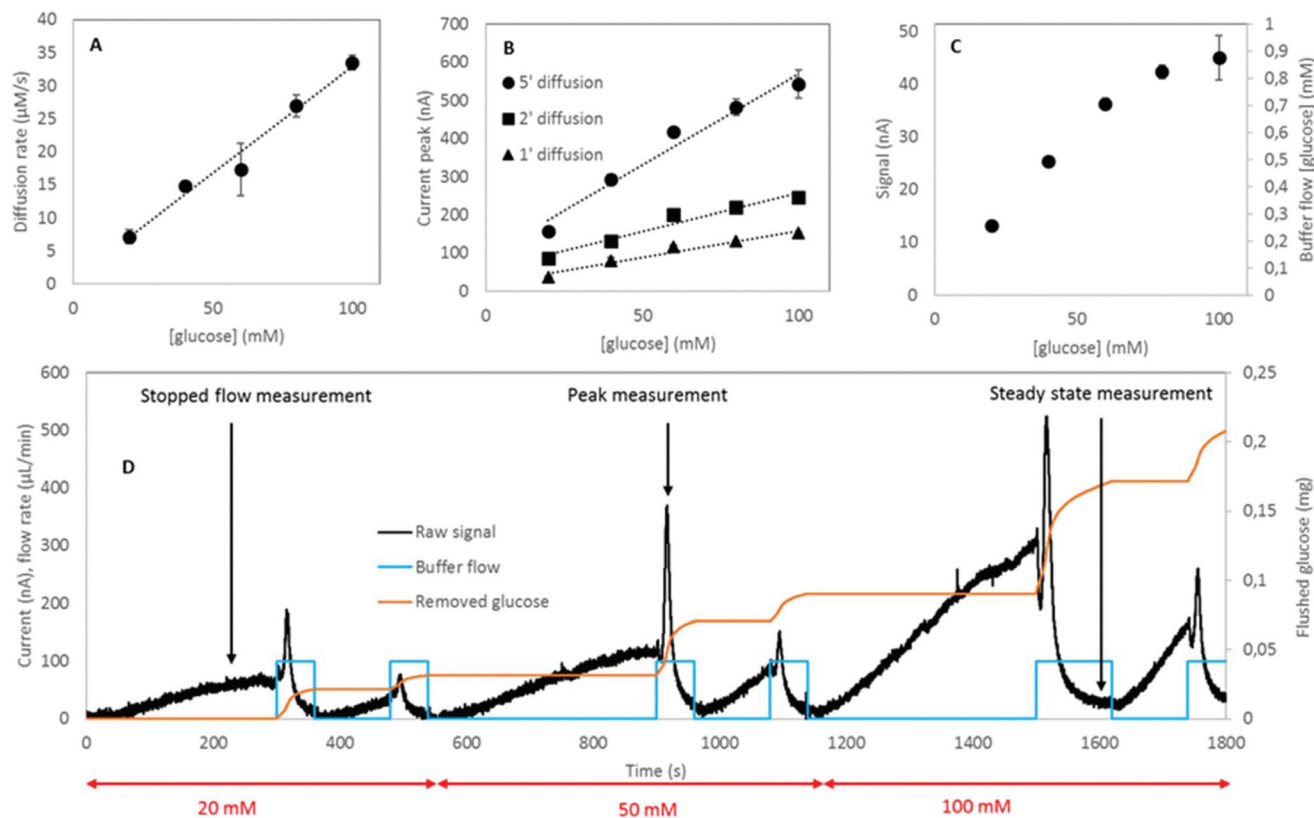 A
Diffusion rate (µM/s)
40
35
30
25
20
15
10
5
0
0
50
100
[glucose] (mM)
B
Current peak (nA)
700
600
500
400
300
200
100
0
5' diffusion
2' diffusion
1' diffusion
0
50
100
[glucose] (mM)
C
Signal (nA)
50
40
30
20
10
0
1
0,9
0,8
0,7
0,6
0,5
0,4
0,3
0,2
0,1
0
Buffer flow [glucose] (mM)
0
50
100
[glucose] (mM)
D
Current (nA), flow rate (µL/min)
600
500
400
300
200
100
0
Stopped flow measurement
Peak measurement
Steady state measurement
Raw signal
Buffer flow
Removed glucose
0,25
0,2
0,15
0,1
0,05
0
Flushed glucose (mg)
0
200
400
600
800
1000
1200
1400
1600
1800
Time (s)
20 mM
50 mM
100 mM